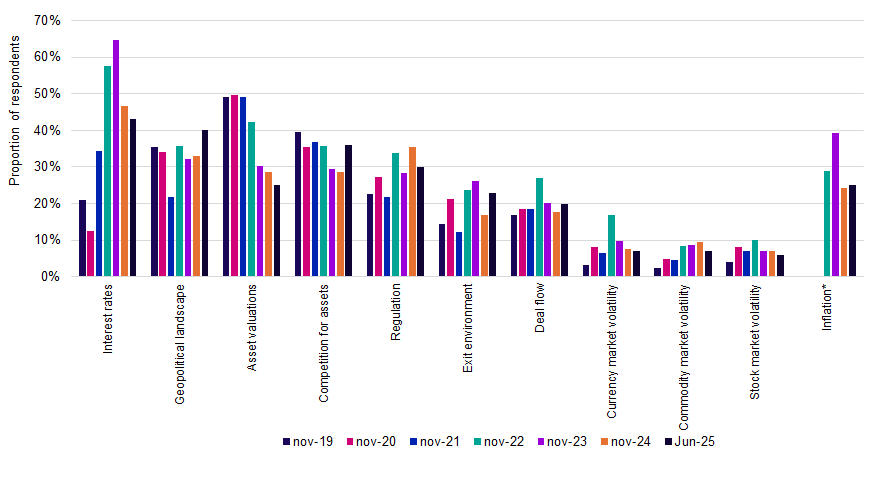 70%
60%
50%
40%
30%
20%
10%
0%
Proportion of respondents
Interest rates
Geopolitical landscape
Asset valuations
Competition for assets
Regulation
Exit environment
Deal flow
Currency market volatility
Commodity market volatility
Stock market volatility
Inflation*
nov-19 nov-20 nov-21 nov-22 nov-23 nov-24 Jun-25